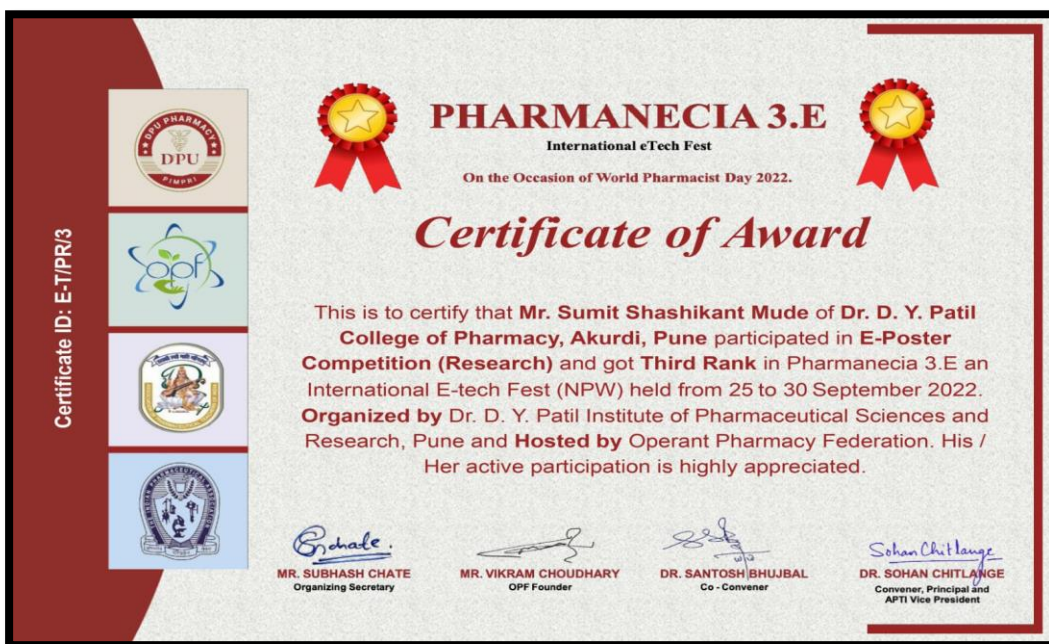 Certificate ID: E-T/PR/3
DPU PHARMACY
DPU
PIMPRI
opf
THE INDIAN PHARMACEUTICAL ASSOCIATION
PHARMANECIA 3.E
International eTech Fest
On the Occasion of World Pharmacist Day 2022.
Certificate of Award
This is to certify that Mr. Sumit Shashikant Mude of Dr. D. Y. Patil
College of Pharmacy, Akurdi, Pune participated in E-Poster
Competition (Research) and got Third Rank in Pharmanecia 3.E an
International E-tech Fest (NPW) held from 25 to 30 September 2022.
Organized by Dr. D. Y. Patil Institute of Pharmaceutical Sciences and
Research, Pune and Hosted by Operant Pharmacy Federation. His /
Her active participation is highly appreciated.
Sohan Chitlange
MR. SUBHASH CHATE
Organizing Secretary
MR. VIKRAM CHOUDHARY
OPF Founder
DR. SANTOSH BHUJBAL
Co - Convener
DR. SOHAN CHITLANGE
Convener, Principal and
APTI Vice President